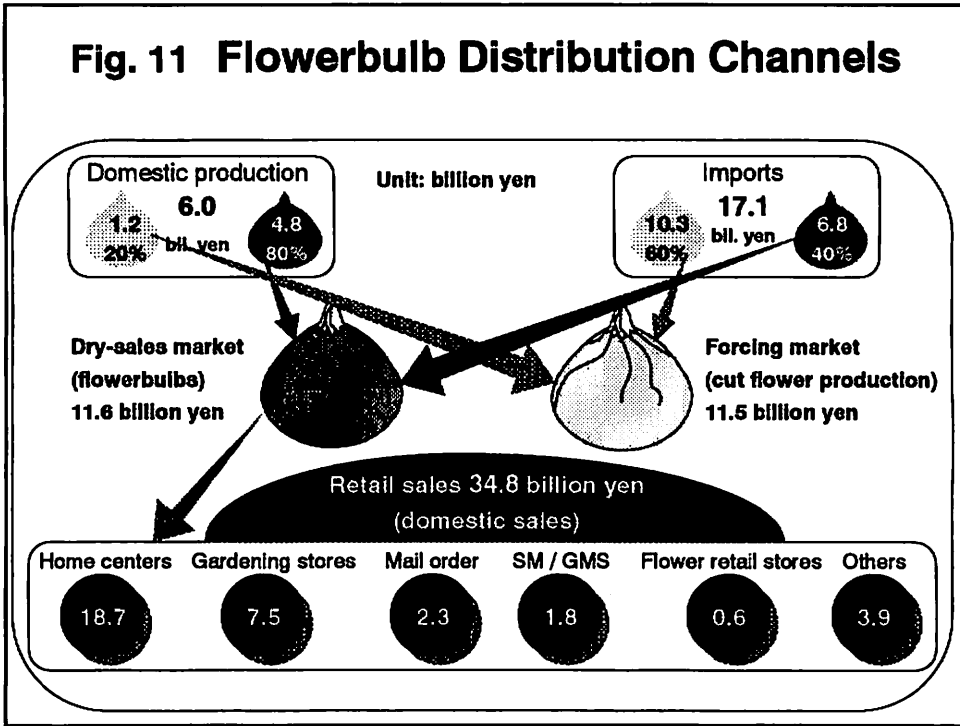 Fig. 11 Flowerbulb Distribution Channels
Domestic production
6.0
bil. yen
1.2
20%
4.8
80%
Unit: billion yen
Imports
17.1
bil. yen
10.3
60%
6.8
40%
Dry-sales market
(flowerbulbs)
11.6 billion yen
Forcing market
(cut flower production)
11.5 billion yen
Retail sales 34.8 billion yen
(domestic sales)
Home centers Gardening stores Mail order SM / GMS Flower retail stores Others
18.7 7.5 2.3 1.8 0.6 3.9